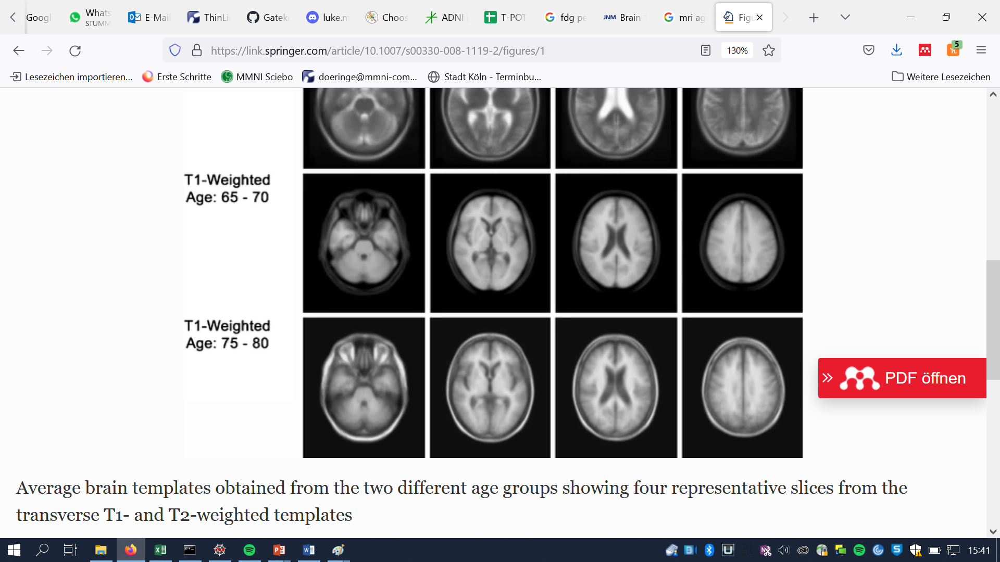 Googl
Whats
STUMM
E-Mail
ThinLi
Gatek
luke.m
Choos
ADNI
T-POT
fdg pe
JNM Brain
mri ag
Figu
https://link.springer.com/article/10.1007/s00330-008-1119-2/figures/1
130%
5
Lesezeichen importieren...
Erste Schritte
MMNI Sciebo
doeringe@mmni-com...
Stadt Köln - Terminbu...
Weitere Lesezeichen
T1-Weighted
Age: 65 - 70
T1-Weighted
Age: 75 - 80
PDF öffnen
Average brain templates obtained from the two different age groups showing four representative slices from the
transverse T1- and T2-weighted templates
15:41